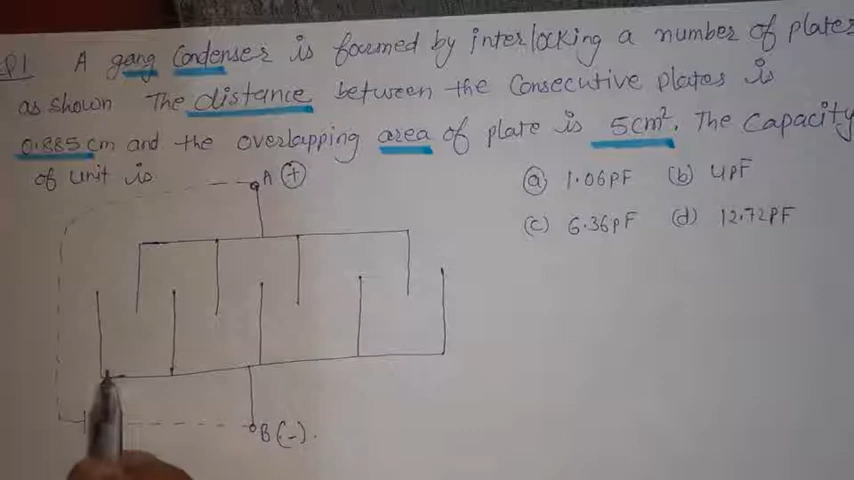 Q1 A gang Condenser is formed by interlocking a number of plates
as shown The distance between the Consecutive plates is
0.885cm and the overlapping area of plate is 5cm². The Capacity
of unit is
(a) 1.06PF (b) 4PF
(c) 6.36PF (d) 12.72PF
A (+)
B(-).